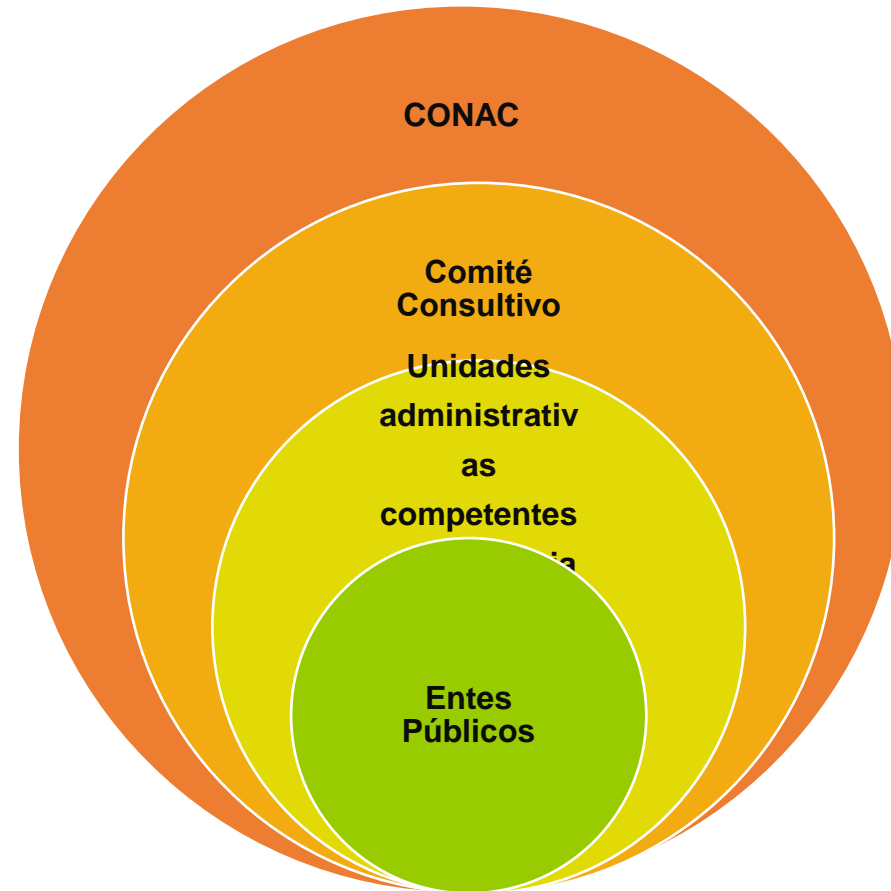 CONAC
Comité
Consultivo
Unidades
administrativ
as
competentes
Entes
Públicos